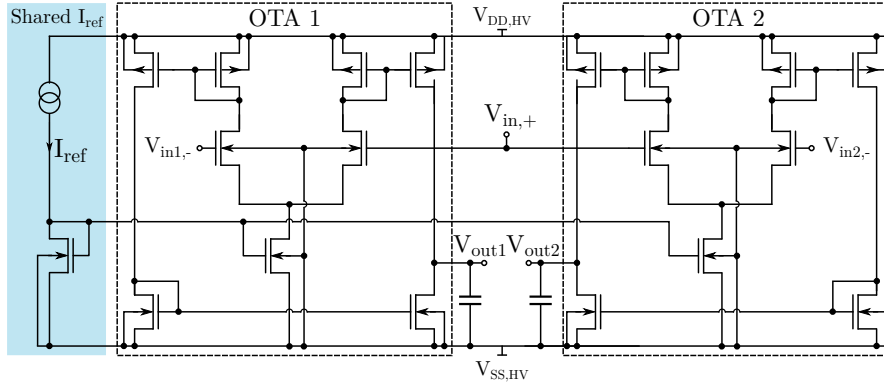 Shared I_ref
OTA 1
V_DD,HV
OTA 2
I_ref
V_in1,-
V_in,+
V_in2,-
V_out1
V_out2
V_SS,HV